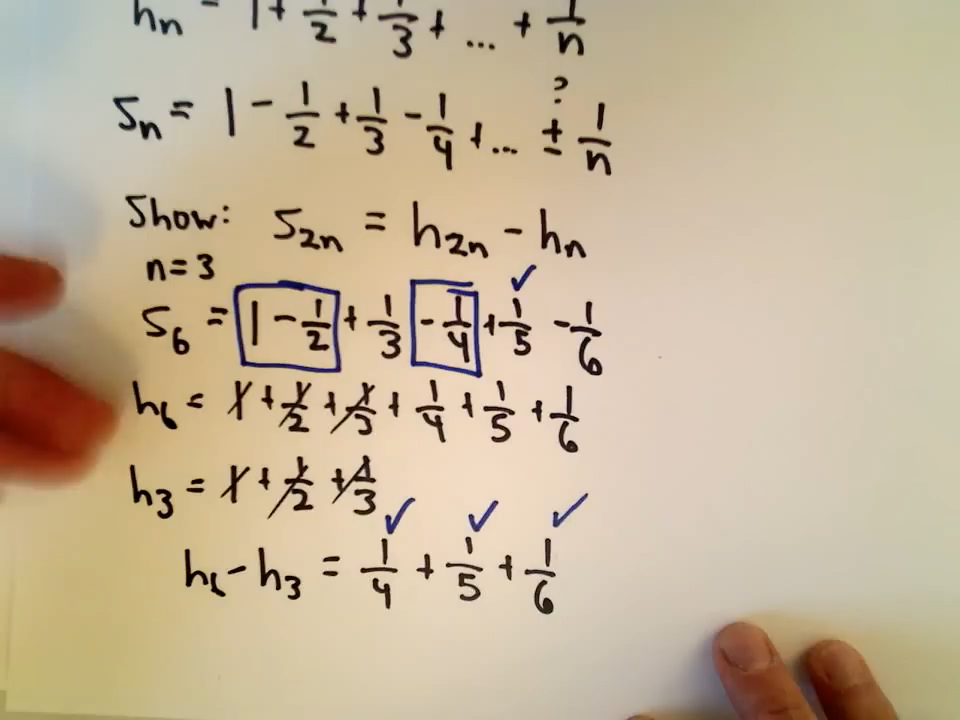 hn = 1 + 1/2 + 1/3 + ... + 1/n
?
Sn = 1 - 1/2 + 1/3 - 1/4 + ... ± 1/n
Show: S2n = h2n - hn
n = 3 ✓
S6 = 1 - 1/2 + 1/3 - 1/4 + 1/5 - 1/6
h6 = 1 + 1/2 + 1/3 + 1/4 + 1/5 + 1/6
h3 = 1 + 1/2 + 1/3
✓ ✓ ✓
h6 - h3 = 1/4 + 1/5 + 1/6